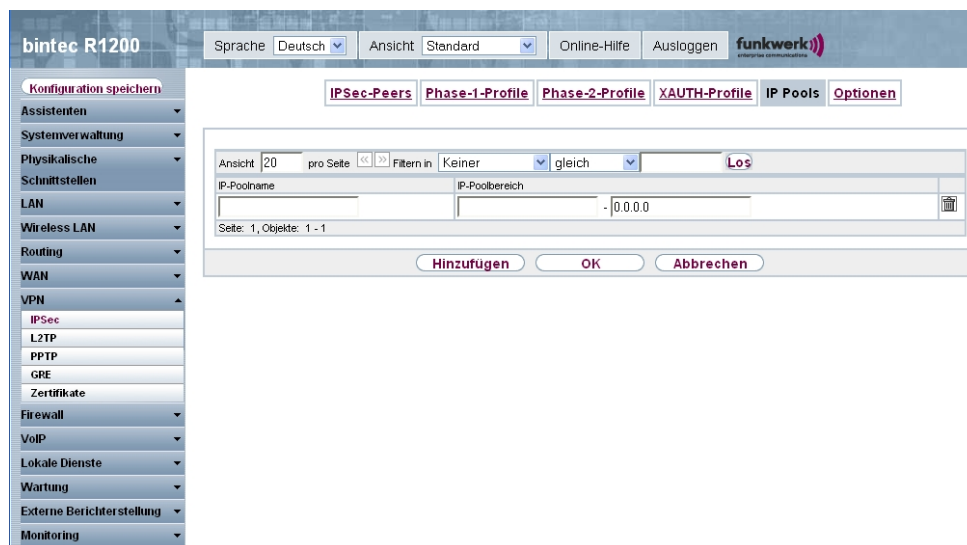 bintec R1200
Sprache Deutsch Ansicht Standard Online-Hilfe Ausloggen funkwerk
enterprise communications
Konfiguration speichern
Assistenten
Systemverwaltung
Physikalische
Schnittstellen
LAN
Wireless LAN
Routing
WAN
VPN
IPSec
L2TP
PPTP
GRE
Zertifikate
Firewall
VoIP
Lokale Dienste
Wartung
Externe Berichterstellung
Monitoring
IPSec-Peers Phase-1-Profile Phase-2-Profile XAUTH-Profile IP Pools Optionen
Ansicht 20 pro Seite << >> Filtern in Keiner gleich Los
IP-Poolname IP-Poolbereich
- 0.0.0.0
Seite: 1, Objekte: 1 - 1
Hinzufügen OK Abbrechen